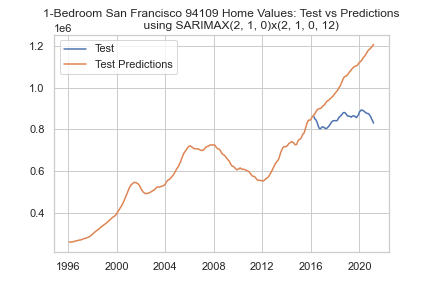 1-Bedroom San Francisco 94109 Home Values: Test vs Predictions
using SARIMAX(2, 1, 0)x(2, 1, 0, 12)
1e6
Test
Test Predictions
1.2
1.0
0.8
0.6
0.4
1996 2000 2004 2008 2012 2016 2020